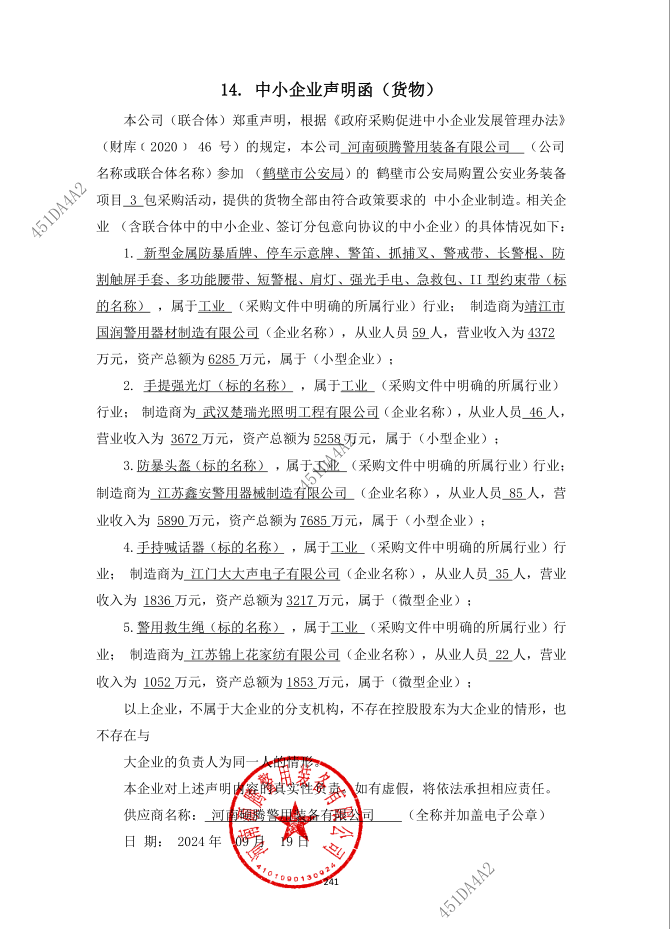 14. 中小企业声明函（货物）
本公司（联合体）郑重声明，根据《政府采购促进中小企业发展管理办法》
（财库﹝2020﹞ 46 号）的规定，本公司 河南硕腾警用装备有限公司 （公司
名称或联合体名称）参加 （鹤壁市公安局）的 鹤壁市公安局购置公安业务装备
项目 3 包采购活动，提供的货物全部由符合政策要求的 中小企业制造。相关企
业 （含联合体中的中小企业、签订分包意向协议的中小企业）的具体情况如下：
1. 新型金属防暴盾牌、停车示意牌、警笛、抓捕叉、警戒带、长警棍、防
割触屏手套、多功能腰带、短警棍、肩灯、强光手电、急救包、II 型约束带（标
的名称） ，属于工业 （采购文件中明确的所属行业）行业； 制造商为靖江市
国润警用器材制造有限公司（企业名称），从业人员 59 人，营业收入为 4372
万元，资产总额为 6285 万元，属于（小型企业）；
2. 手提强光灯（标的名称） ，属于工业 （采购文件中明确的所属行业）
行业； 制造商为 武汉楚瑞光照明工程有限公司（企业名称），从业人员 46 人，
营业收入为 3672 万元，资产总额为 5258 万元，属于（小型企业）；
3. 防暴头盔（标的名称） ，属于工业 （采购文件中明确的所属行业）行业；
制造商为 江苏鑫安警用器械制造有限公司 （企业名称），从业人员 85 人，营
业收入为 5890 万元，资产总额为 7685 万元，属于（小型企业）；
4. 手持喊话器（标的名称） ，属于工业 （采购文件中明确的所属行业）行
业； 制造商为 江门大大声电子有限公司（企业名称），从业人员 35 人，营业
收入为 1836 万元，资产总额为 3217 万元，属于（微型企业）；
5. 警用救生绳（标的名称） ，属于工业 （采购文件中明确的所属行业）行
业； 制造商为 江苏锦上花家纺有限公司（企业名称），从业人员 22 人，营业
收入为 1052 万元，资产总额为 1853 万元，属于（微型企业）；
以上企业，不属于大企业的分支机构，不存在控股股东为大企业的情形，也
不存在与
大企业的负责人为同一人的情形。
本企业对上述声明内容的真实性负责。如有虚假，将依法承担相应责任。
供应商名称： 河南硕腾警用装备有限公司 （全称并加盖电子公章）
日 期： 2024 年 09 月 19 日
河南硕腾警用装备有限公司
4101090130924
241
451DA4A2
451DA4A2
451DA4A2